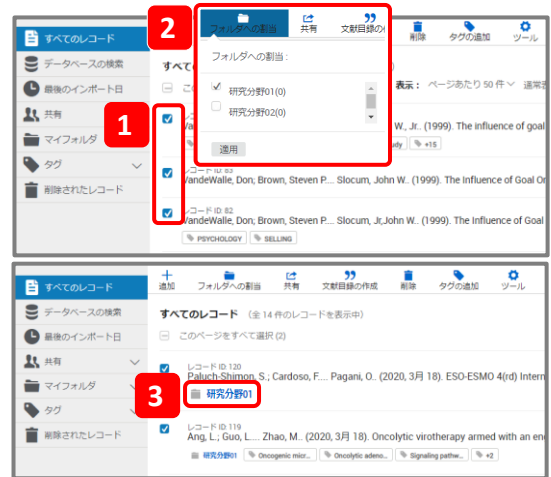 すべてのレコード
データベースの検索
最後のインポート日
共有
マイフォルダ
タグ
削除されたレコード
1
2
フォルダへの割当
共有
文献目録の
削除
タグの追加
ツール
フォルダへの割当 :
研究分野01(0)
研究分野02(0)
適用
表示： ページあたり 50 件
通常表
W., Jr.. (1999). The influence of goal
+15
レコード ID: 83
VandeWalle, Don; Brown, Steven P.... Slocum, John W.. (1999). The Influence of Goal Or
レコード ID: 82
VandeWalle, Don; Brown, Steven P.... Slocum, Jr,John W.. (1999). The Influence of Goal
PSYCHOLOGY
SELLING
すべてのレコード
データベースの検索
最後のインポート日
共有
マイフォルダ
タグ
削除されたレコード
3
追加
フォルダへの割当
共有
文献目録の作成
削除
タグの追加
ツール
すべてのレコード （全 14 件のレコードを表示中）
このページをすべて選択 (2)
レコード ID: 120
Paluch-Shimon, S.; Cardoso, F.... Pagani, O.. (2020, 3月 18). ESO-ESMO 4(rd) Intern
研究分野01
レコード ID: 119
Ang, L.; Guo, L.... Zhao, M.. (2020, 3月 18). Oncolytic virotherapy armed with an en
研究分野01
Oncogenic micr..
Oncolytic adeno..
Signaling pathw..
+2